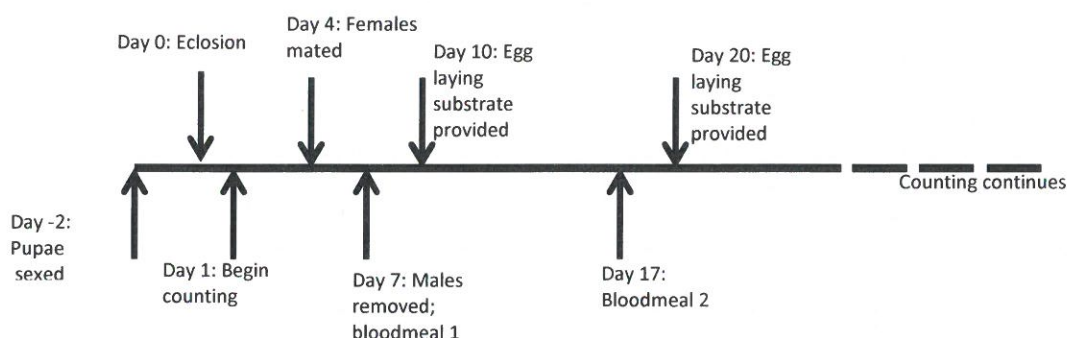 Day 0: Eclosion
Day 4: Females
mated
Day 10: Egg
laying
substrate
provided
Day 20: Egg
laying
substrate
provided
Counting continues
Day -2:
Pupae
sexed
Day 1: Begin
counting
Day 7: Males
removed;
bloodmeal 1
Day 17:
Bloodmeal 2